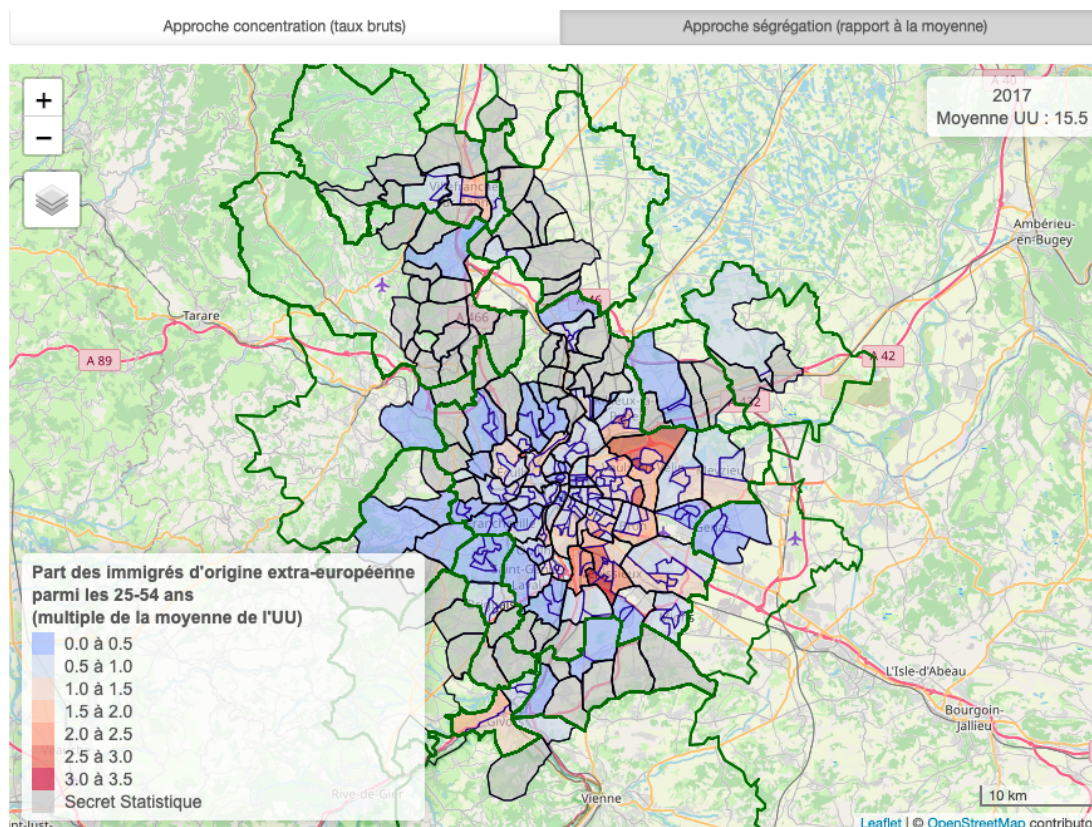 Approche concentration (taux bruts)
Approche ségrégation (rapport à la moyenne)
+
−
2017
Moyenne UU : 15.5
A 40
Ambérieu-
en-Bugey
Tarare
A 89
A 466
A 46
A 42
A 432
L'Isle-d'Abeau
Bourgoin-
Jallieu
Part des immigrés d'origine extra-européenne
parmi les 25-54 ans
(multiple de la moyenne de l'UU)
0.0 à 0.5
0.5 à 1.0
1.0 à 1.5
1.5 à 2.0
2.0 à 2.5
2.5 à 3.0
3.0 à 3.5
Secret Statistique
Rive-de-Gier
Vienne
10 km
Leaflet | © OpenStreetMap